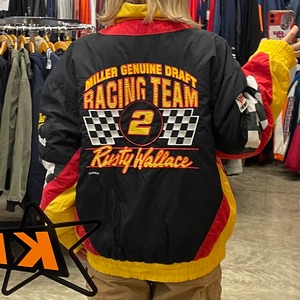 MILLER GENUINE DRAFT
RACING TEAM
2
Rusty Wallace